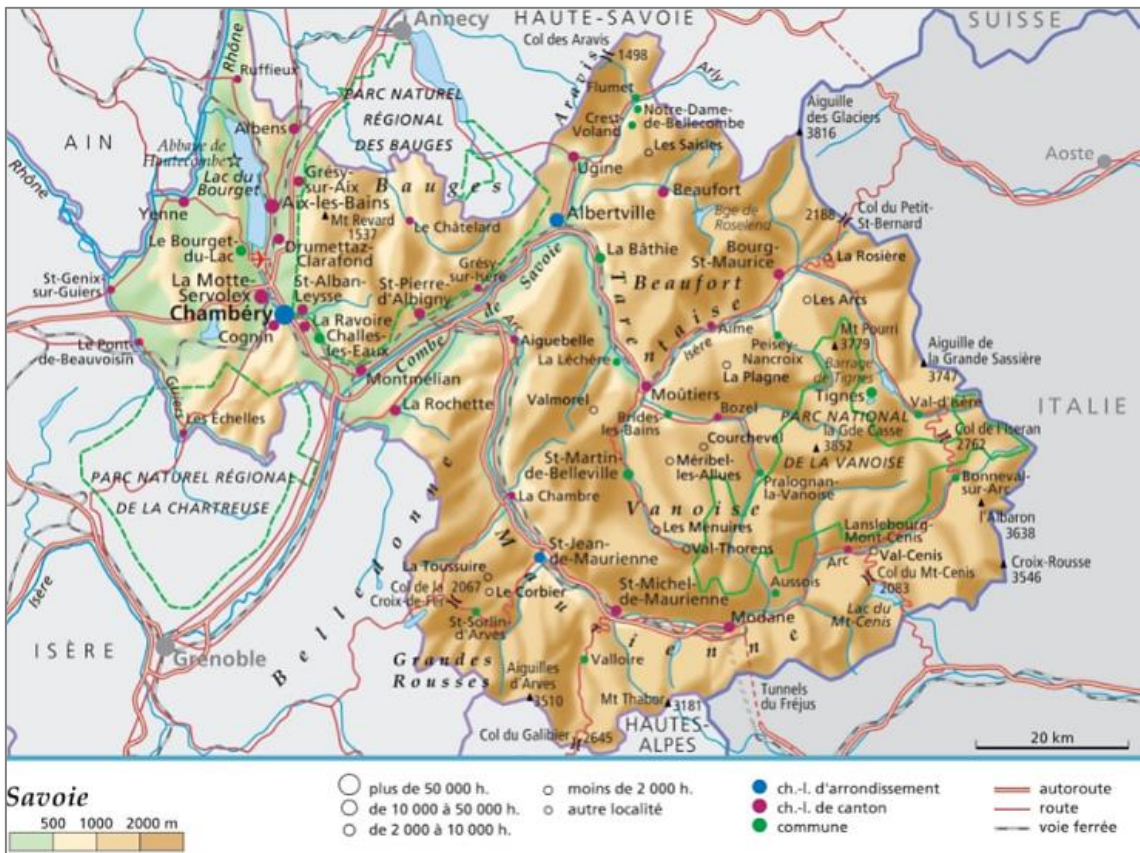 Annecy
HAUTE-SAVOIE
SUISSE
Col des Aravis
1498
Rhône
Ruffieux
Arly
Flumet
Aravis
PARC NATUREL
RÉGIONAL
DES BAUGES
Notre-Dame-
de-Bellecombe
Crest-
Voland
Aiguille
des Glaciers
3816
AIN
Albens
Abbaye de
Hautecombe
Les Saisies
Aoste
Lac du
Bourget
Grésy-
sur-Aix
Bauges
Ugine
Beaufort
Rhône
Yenne
Aix-les-Bains
Mt Revard
1537
Le Châtelard
Albertville
Bge de
Roselend
2188
Col du Petit-
St-Bernard
Le Bourget-
du-Lac
Drumettaz-
Clarafond
La Bâthie
Bourg-
St-Maurice
La Rosière
St-Genix-
sur-Guiers
La Motte-
Servolex
St-Alban-
Leysse
St-Pierre-
d'Albigny
Grésy-
sur-Isère
Combe de Savoie
Tarentaise
Beaufort
Les Arcs
Chambéry
Cognin
La Ravoire
Challes-
les-Eaux
Arc
Aiguebelle
Isère
Aime
Peisey-
Nancroix
Mt Pourri
3779
Aiguille de
la Grande Sassière
3747
Le Pont-
de-Beauvoisin
La Léchère
La Plagne
Barrage
de Tignes
Tignes
Guiers
Montmélian
Moûtiers
Val-d'Isère
Les Echelles
La Rochette
Valmorel
Brides-
les-Bains
Bozel
PARC NATIONAL
DE LA VANOISE
la Gde Casse
3852
Col de l'Iseran
2762
ITALIE
Courchevel
Méribel-
les-Allues
St-Martin-
de-Belleville
Pralognan-
la-Vanoise
Bonneval-
sur-Arc
PARC NATUREL RÉGIONAL
DE LA CHARTREUSE
La Chambre
Vanoise
l'Albaron
3638
Les Menuires
Val-Thorens
Lanslebourg-
Mont-Cenis
Val-Cenis
Croix-Rousse
3546
Belledonne
Maurienne
St-Jean-
de-Maurienne
La Toussuire
Arc
Col du Mt-Cenis
2083
Isère
Col de la
Croix-de-Fer
2067
Le Corbier
St-Michel-
de-Maurienne
Aussois
Lac du
Mt-Cenis
St-Sorlin-
d'Arves
Modane
ISÈRE
Grenoble
Grandes
Rousses
Valloire
Aiguilles
d'Arves
3510
Mt Thabor
3181
Tunnels
du Fréjus
Col du Galibier
2645
HAUTES-
ALPES
20 km
Savoie
500 1000 2000 m
plus de 50 000 h.
de 10 000 à 50 000 h.
de 2 000 à 10 000 h.
moins de 2 000 h.
autre localité
ch.-l. d'arrondissement
ch.-l. de canton
commune
autoroute
route
voie ferrée